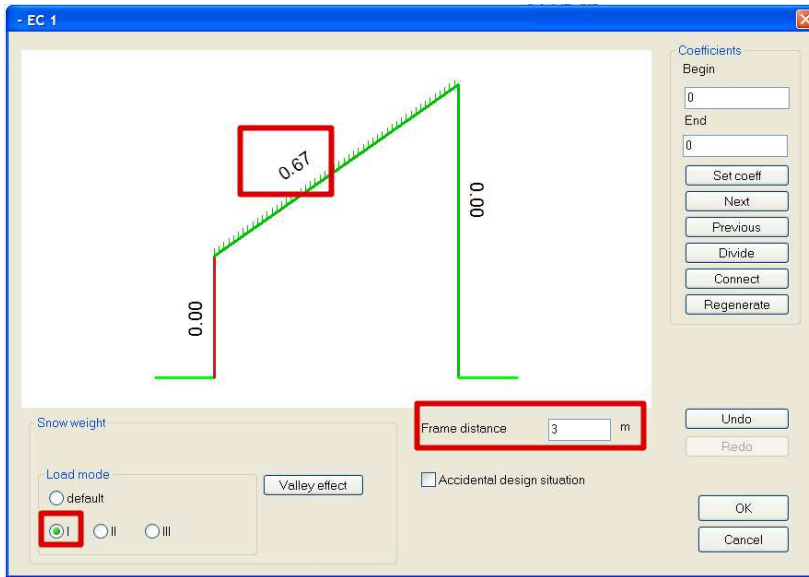 - EC 1
Coefficients
Begin
0
End
0
Set coeff
Next
Previous
Divide
Connect
Regenerate
0.67
0.00
0.00
Snow weight
Load mode
default
I
II
III
Valley effect
Frame distance 3 m
Accidental design situation
Undo
Redo
OK
Cancel